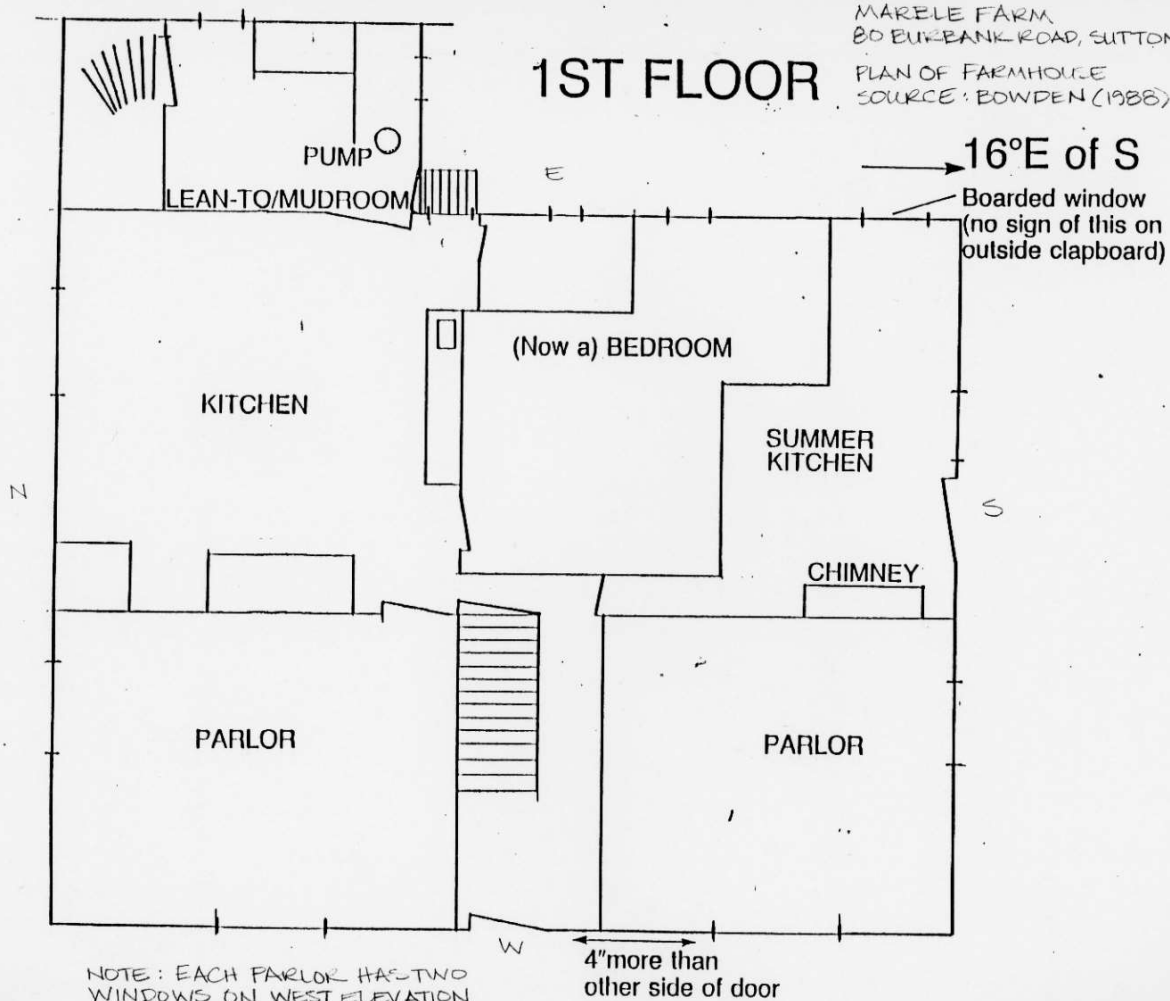 MARBLE FARM
80 BURBANK ROAD, SUTTON
1ST FLOOR
PLAN OF FARMHOUSE
SOURCE: BOWDEN (1988)
16°E of S
Boarded window
(no sign of this on
outside clapboard)
PUMP
E
LEAN-TO/MUDROOM
(Now a) BEDROOM
KITCHEN
SUMMER
KITCHEN
N
S
CHIMNEY
PARLOR
PARLOR
W
4"more than
other side of door
NOTE: EACH PARLOR HAS TWO
WINDOWS ON WEST ELEVATION